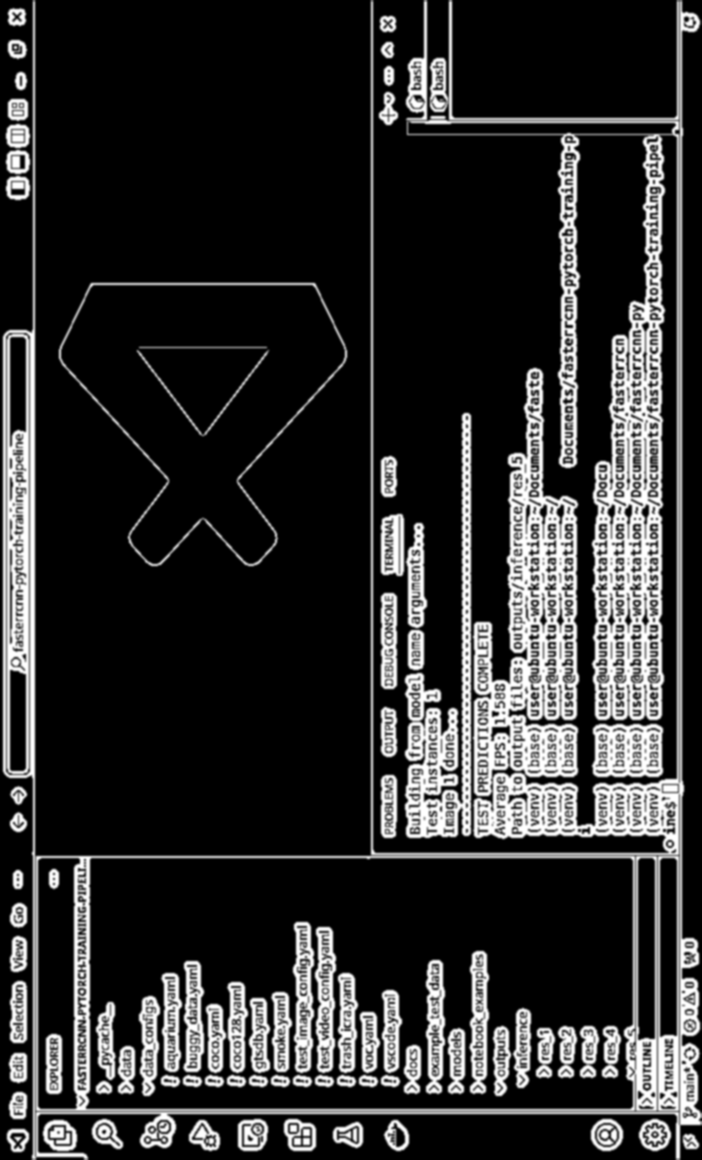 File Edit Selection View Go ...
fasterrcnn-pytorch-training-pipeline
EXPLORER ...
FASTERRCNN-PYTORCH-TRAINING-PIPELI...
__pycache__
data
data_configs
! aquarium.yaml
! buggy_data.yaml
! coco.yaml
! coco128.yaml
! gtsdb.yaml
! smoke.yaml
! test_image_config.yaml
! test_video_config.yaml
! trash_icra.yaml
! voc.yaml
! vscode.yaml
docs
example_test_data
models
notebook_examples
outputs
inference
res_1
res_2
res_3
res_4
res_5
OUTLINE
TIMELINE
PROBLEMS OUTPUT DEBUG CONSOLE TERMINAL PORTS
bash
bash
Building from model name arguments...
Test instances: 1
Image 1 done...
--------------------------------------------------
TEST PREDICTIONS COMPLETE
Average FPS: 1.588
Path to output files: outputs/inference/res_5
(venv) (base) user@ubuntu-workstation:~/Documents/faste
(venv) (base) user@ubuntu-workstation:~/
(venv) (base) user@ubuntu-workstation:~/
Documents/fasterrcnn-pytorch-training-p
i
(venv) (base) user@ubuntu-workstation:~/Docu
(venv) (base) user@ubuntu-workstation:~/Documents/fasterrcn
(venv) (base) user@ubuntu-workstation:~/Documents/fasterrcnn-py
(venv) (base) user@ubuntu-workstation:~/Documents/fasterrcnn-pytorch-training-pipel
ine$
main* 0 0 0